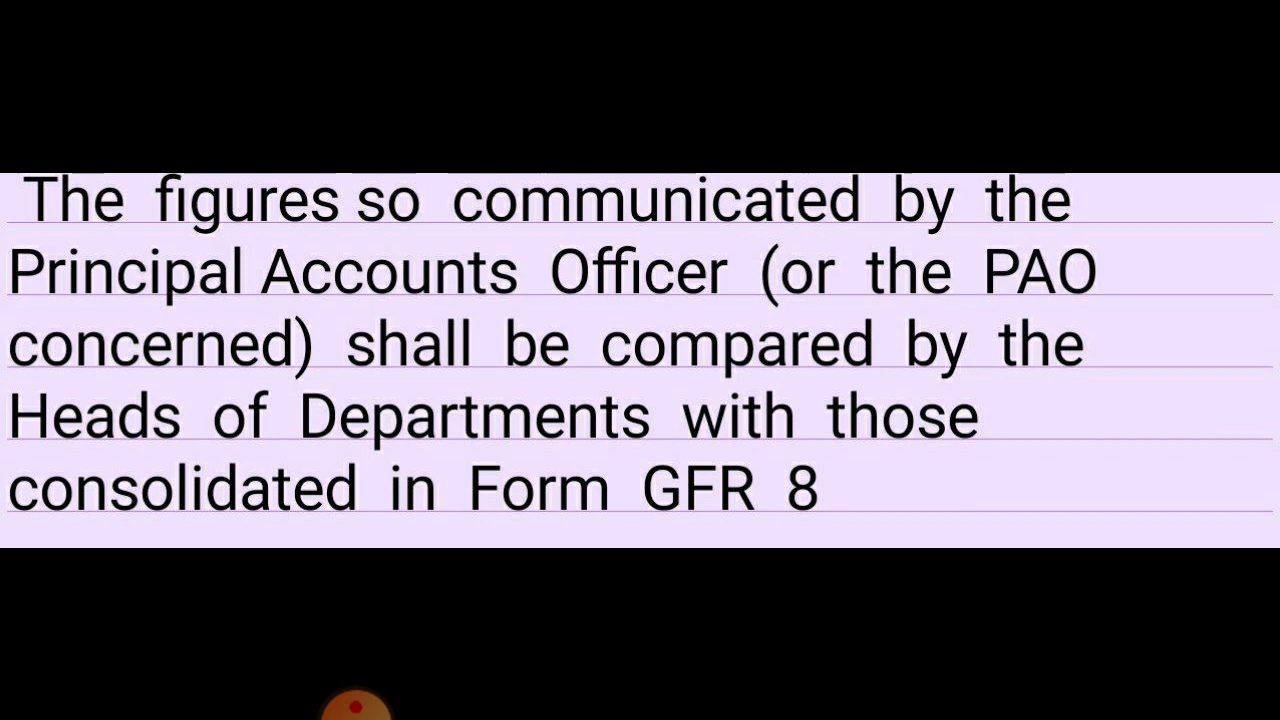 The figures so communicated by the
Principal Accounts Officer (or the PAO
concerned) shall be compared by the
Heads of Departments with those
consolidated in Form GFR 8